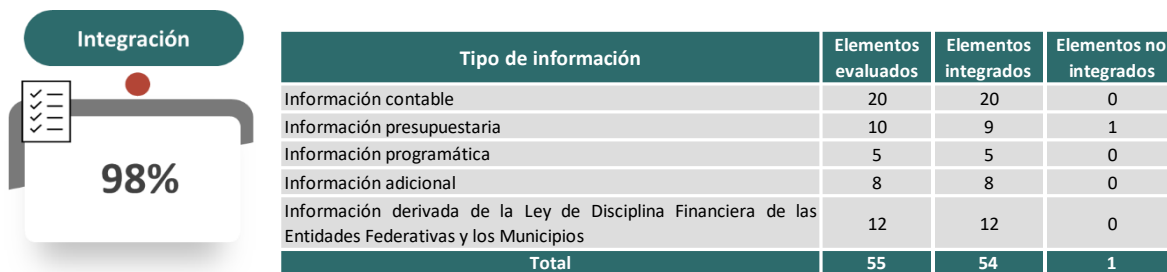 Integración
98%
Tipo de información Elementos evaluados Elementos integrados Elementos no integrados
Información contable 20 20 0
Información presupuestaria 10 9 1
Información programática 5 5 0
Información adicional 8 8 0
Información derivada de la Ley de Disciplina Financiera de las
Entidades Federativas y los Municipios 12 12 0
Total 55 54 1